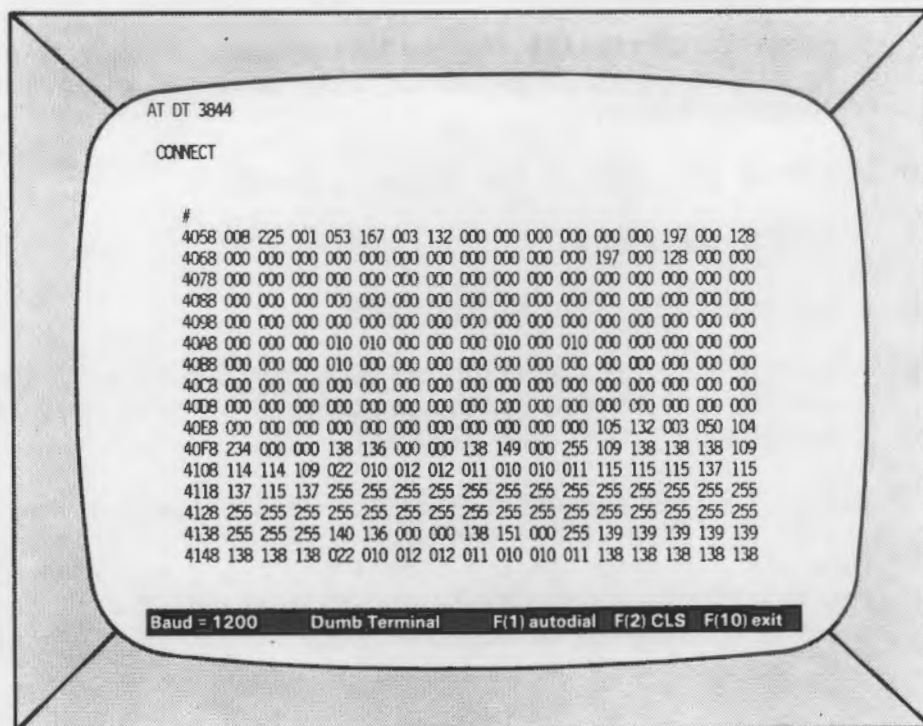 AT DT 3844
CONNECT
#
4058 008 225 001 053 167 003 132 000 000 000 000 000 000 197 000 128
4068 000 000 000 000 000 000 000 000 000 000 000 197 000 128 000 000
4078 000 000 000 000 000 000 000 000 000 000 000 000 000 000 000 000
4088 000 000 000 000 000 000 000 000 000 000 000 000 000 000 000 000
4098 000 000 000 000 000 000 000 000 000 000 000 000 000 000 000 000
40A8 000 000 000 010 010 000 000 000 010 000 010 000 000 000 000 000
40B8 000 000 000 010 000 000 000 000 000 000 000 000 000 000 000 000
40C8 000 000 000 000 000 000 000 000 000 000 000 000 000 000 000 000
40D8 000 000 000 000 000 000 000 000 000 000 000 000 000 000 000 000
40E8 000 000 000 000 000 000 000 000 000 000 000 105 132 003 050 104
40F8 234 000 000 138 136 000 000 138 149 000 255 109 138 138 138 109
4108 114 114 109 022 010 012 012 011 010 010 011 115 115 115 137 115
4118 137 115 137 255 255 255 255 255 255 255 255 255 255 255 255 255
4128 255 255 255 255 255 255 255 255 255 255 255 255 255 255 255 255
4138 255 255 255 140 136 000 000 138 151 000 255 139 139 139 139 139
4148 138 138 138 022 010 012 012 011 010 010 011 138 138 138 138 138
Baud = 1200 Dumb Terminal F(1) autodial F(2) CLS F(10) exit